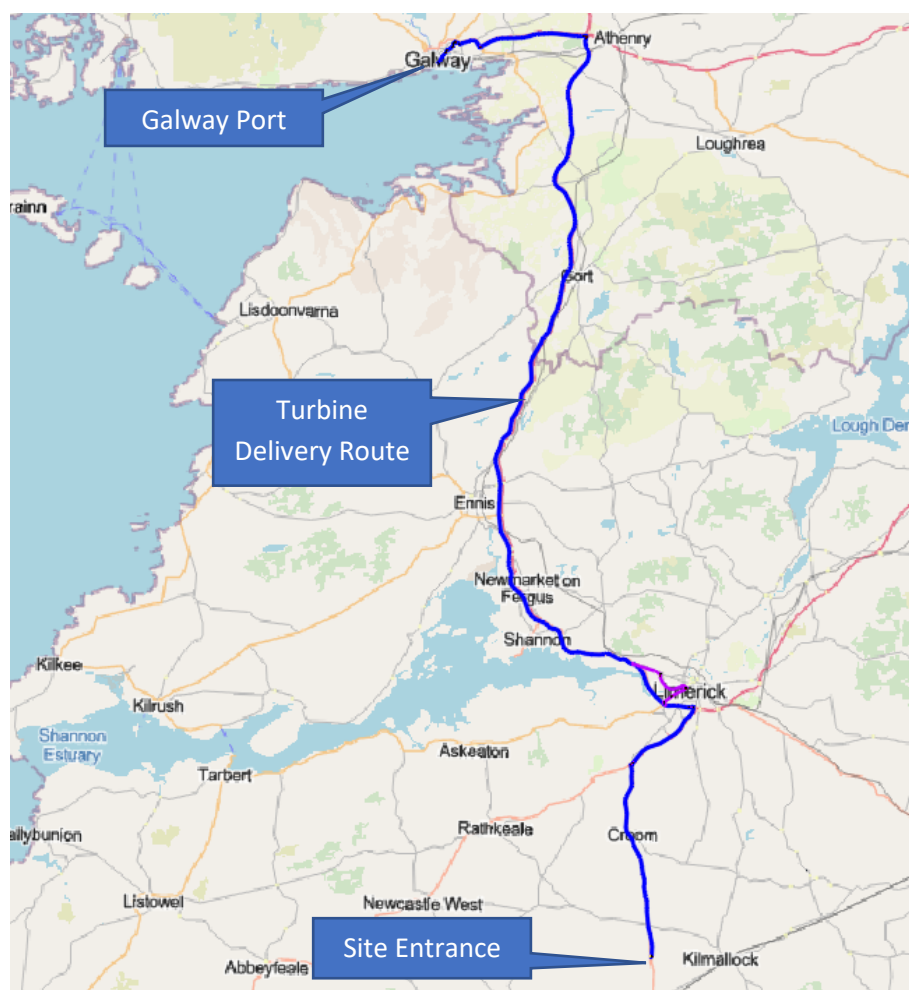 Athenry
Galway
Galway Port
Loughrea
rainn
Gort
Lisdoonvarna
Turbine
Delivery Route
Lough Der
Ennis
Newmarket on
Fergus
Shannon
Kilkee
Limerick
Kilrush
Shannon
Estuary
Askeaton
Tarbert
Rathkeale
Croom
allybunion
Listowel
Newcastle West
Site Entrance
Kilmallock
Abbeyfeale